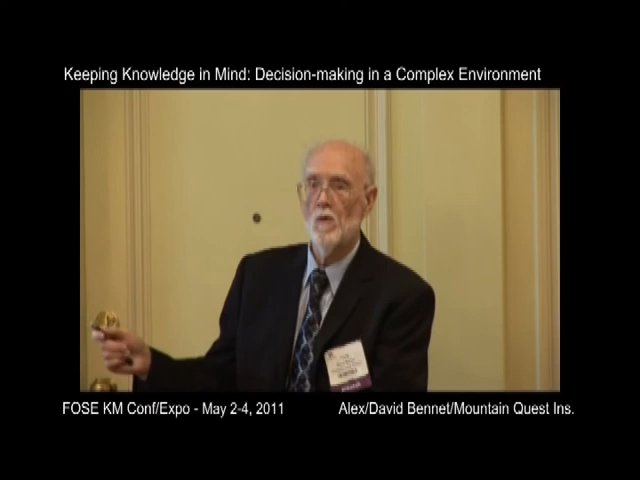 Keeping Knowledge in Mind: Decision-making in a Complex Environment
FOSE KM Conf/Expo - May 2-4, 2011 Alex/David Bennet/Mountain Quest Ins.